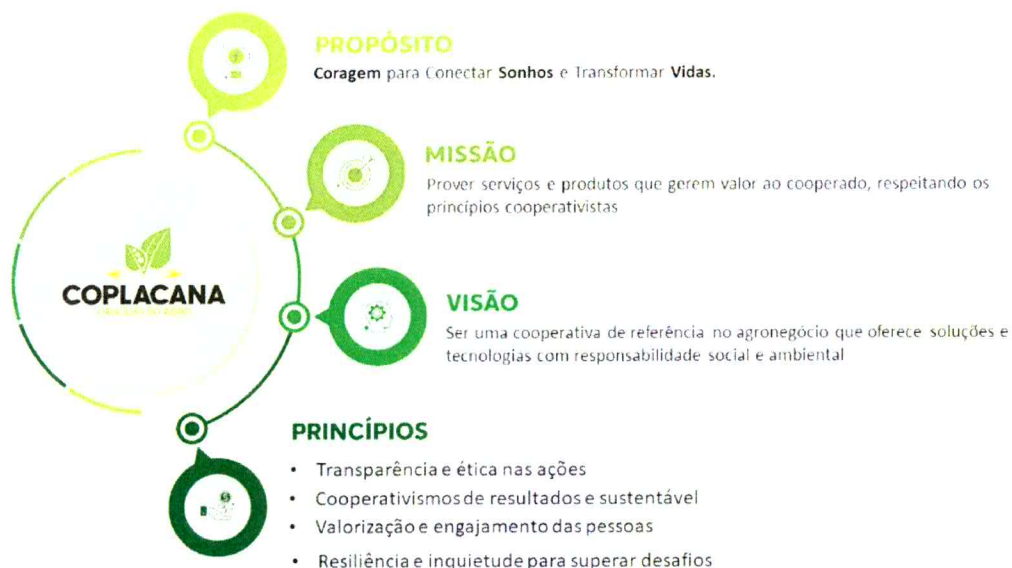 PROPÓSITO
Coragem para Conectar Sonhos e Transformar Vidas.
MISSÃO
Prover serviços e produtos que gerem valor ao cooperado, respeitando os
princípios cooperativistas
COPLACANA
VISÃO
Ser uma cooperativa de referência no agronegócio que oferece soluções e
tecnologias com responsabilidade social e ambiental
PRINCÍPIOS
• Transparência e ética nas ações
• Cooperativismos de resultados e sustentável
• Valorização e engajamento das pessoas
• Resiliência e inquietude para superar desafios